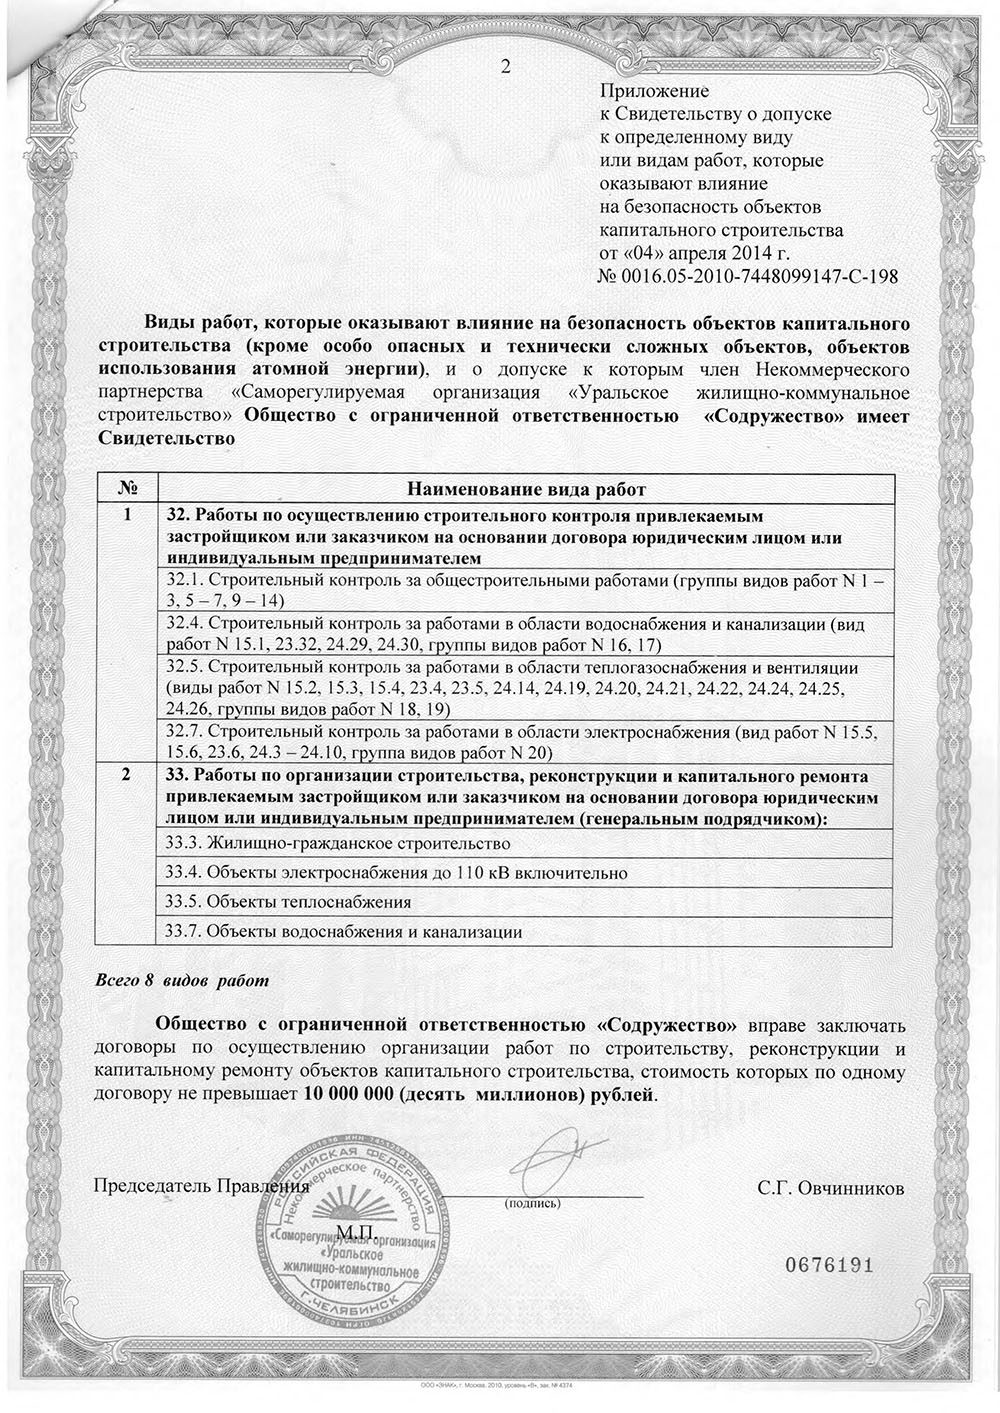 2
Приложение
к Свидетельству о допуске
к определенному виду
или видам работ, которые
оказывают влияние
на безопасность объектов
капитального строительства
от «04» апреля 2014 г.
№ 0016.05-2010-7448099147-С-198
Виды работ, которые оказывают влияние на безопасность объектов капитального
строительства (кроме особо опасных и технически сложных объектов, объектов
использования атомной энергии), и о допуске к которым член Некоммерческого
партнерства «Саморегулируемая организация «Уральское жилищно-коммунальное
строительство» Общество с ограниченной ответственностью «Содружество» имеет
Свидетельство
№ Наименование вида работ
1 32. Работы по осуществлению строительного контроля привлекаемым
застройщиком или заказчиком на основании договора юридическим лицом или
индивидуальным предпринимателем
32.1. Строительный контроль за общестроительными работами (группы видов работ N 1 –
3, 5 – 7, 9 – 14)
32.4. Строительный контроль за работами в области водоснабжения и канализации (вид
работ N 15.1, 23.32, 24.29, 24.30, группы видов работ N 16, 17)
32.5. Строительный контроль за работами в области теплогазоснабжения и вентиляции
(виды работ N 15.2, 15.3, 15.4, 23.4, 23.5, 24.14, 24.19, 24.20, 24.21, 24.22, 24.24, 24.25,
24.26, группы видов работ N 18, 19)
32.7. Строительный контроль за работами в области электроснабжения (вид работ N 15.5,
15.6, 23.6, 24.3 – 24.10, группа видов работ N 20)
2 33. Работы по организации строительства, реконструкции и капитального ремонта
привлекаемым застройщиком или заказчиком на основании договора юридическим
лицом или индивидуальным предпринимателем (генеральным подрядчиком):
33.3. Жилищно-гражданское строительство
33.4. Объекты электроснабжения до 110 кВ включительно
33.5. Объекты теплоснабжения
33.7. Объекты водоснабжения и канализации
Всего 8 видов работ
Общество с ограниченной ответственностью «Содружество» вправе заключать
договоры по осуществлению организации работ по строительству, реконструкции и
капитальному ремонту объектов капитального строительства, стоимость которых по одному
договору не превышает 10 000 000 (десять миллионов) рублей.
Председатель Правления
(подпись)
С.Г. Овчинников
М.П.
РОССИЙСКАЯ ФЕДЕРАЦИЯ
Некоммерческое партнерство
«Саморегулируемая организация
«Уральское
жилищно-коммунальное
строительство
г. ЧЕЛЯБИНСК
0676191
ООО «ЗНАК», г. Москва, 2010, уровень «В», зак. № 4374